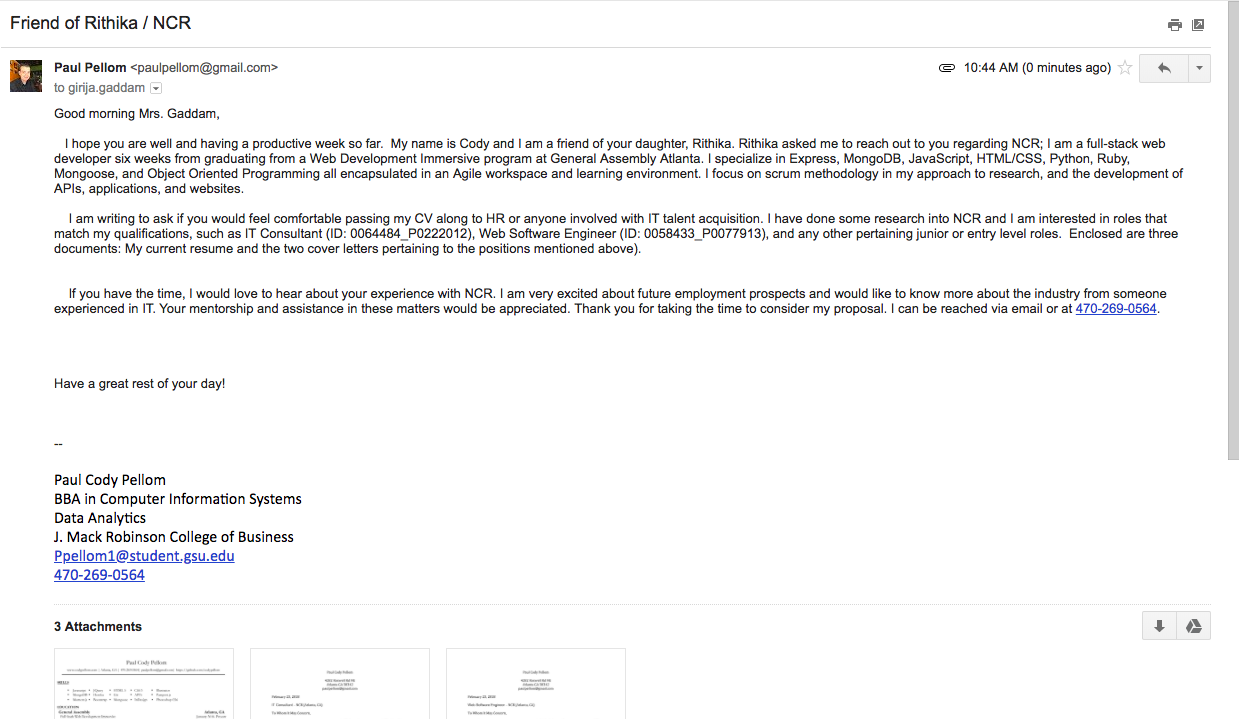 Friend of Rithika / NCR
Paul Pellom <paulpellom@gmail.com>
10:44 AM (0 minutes ago)
to girija.gaddam
Good morning Mrs. Gaddam,
I hope you are well and having a productive week so far.  My name is Cody and I am a friend of your daughter, Rithika. Rithika asked me to reach out to you regarding NCR; I am a full-stack web
developer six weeks from graduating from a Web Development Immersive program at General Assembly Atlanta. I specialize in Express, MongoDB, JavaScript, HTML/CSS, Python, Ruby,
Mongoose, and Object Oriented Programming all encapsulated in an Agile workspace and learning environment. I focus on scrum methodology in my approach to research, and the development of
APIs, applications, and websites.
I am writing to ask if you would feel comfortable passing my CV along to HR or anyone involved with IT talent acquisition. I have done some research into NCR and I am interested in roles that
match my qualifications, such as IT Consultant (ID: 0064484_P0222012), Web Software Engineer (ID: 0058433_P0077913), and any other pertaining junior or entry level roles.  Enclosed are three
documents: My current resume and the two cover letters pertaining to the positions mentioned above).
If you have the time, I would love to hear about your experience with NCR. I am very excited about future employment prospects and would like to know more about the industry from someone
experienced in IT. Your mentorship and assistance in these matters would be appreciated. Thank you for taking the time to consider my proposal. I can be reached via email or at 470-269-0564.
Have a great rest of your day!
--
Paul Cody Pellom
BBA in Computer Information Systems
Data Analytics
J. Mack Robinson College of Business
Ppellom1@student.gsu.edu
470-269-0564
3 Attachments
Paul Cody Pellom
SKILLS
EDUCATION
General Assembly
Atlanta, GA
Paul Cody Pellom
IT Consultant - NCR (Atlanta, GA)
To Whom it May Concern,
Paul Cody Pellom
Web Software Engineer - NCR (Atlanta, GA)
To Whom it May Concern,